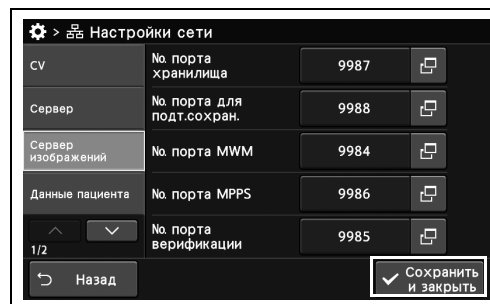 > Настройки сети
CV
№ порта
хранилища
9987
Сервер
№ порта для
подт.сохран.
9988
Сервер
изображений
№ порта MWM
9984
Данные пациента
№ порта MPPS
9986
1/2
№ порта
верификации
9985
Назад
Сохранить
и закрыть